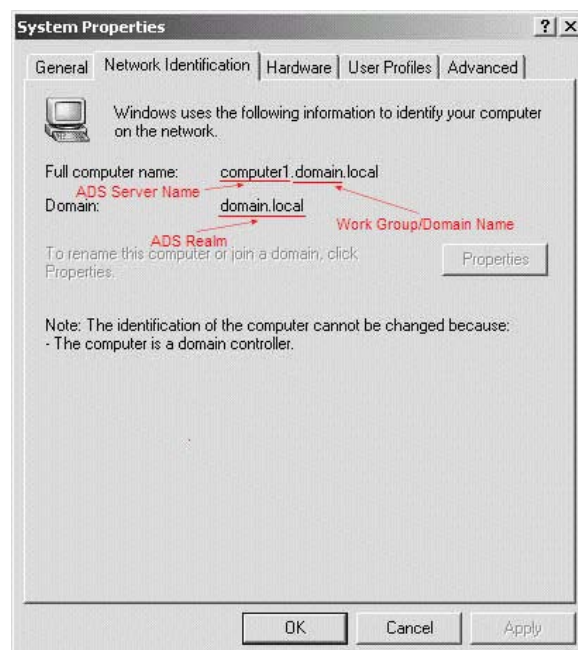 System Properties
? X
General Network Identification Hardware User Profiles Advanced
Windows uses the following information to identify your computer
on the network.
Full computer name: computer1.domain.local
ADS Server Name
Domain: domain.local
Work Group/Domain Name
ADS Realm
To rename this computer or join a domain, click
Properties.
Properties
Note: The identification of the computer cannot be changed because:
- The computer is a domain controller.
OK Cancel Apply